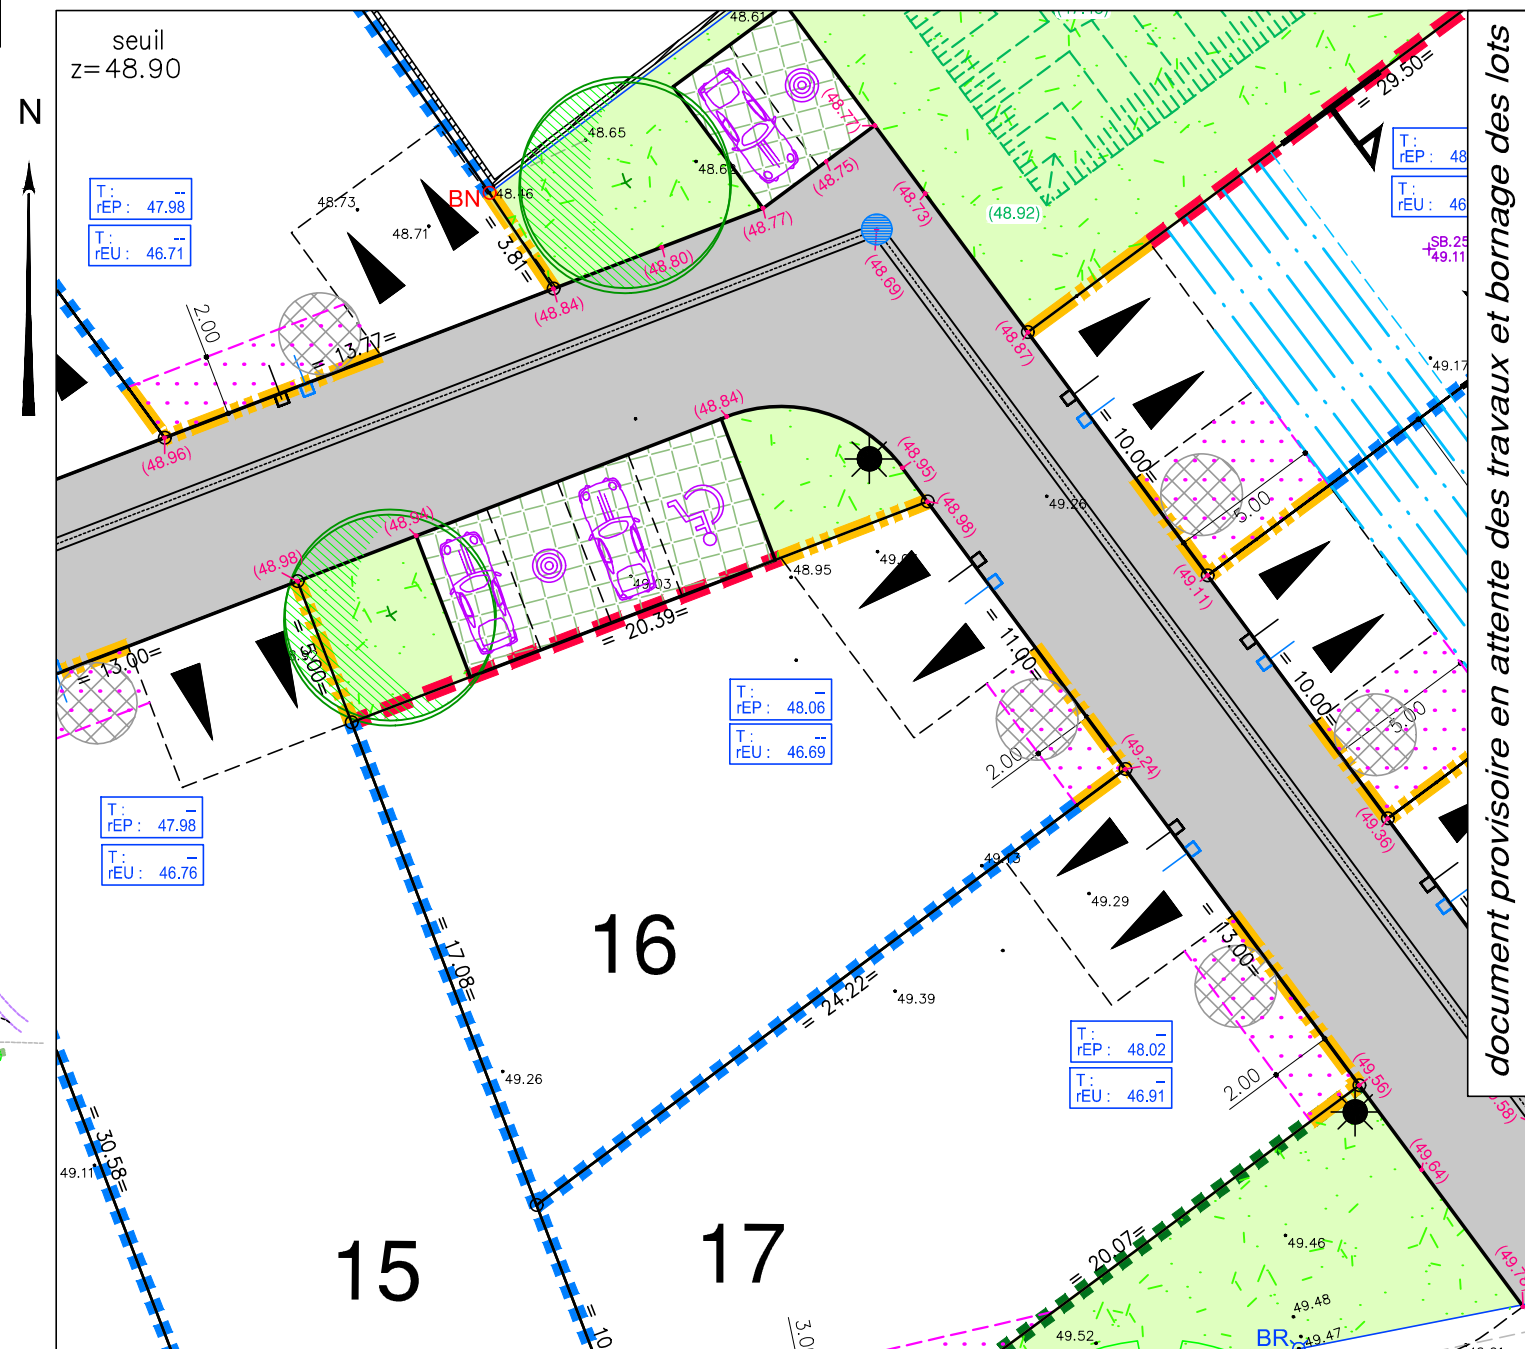 seuil
z=48.90
N
T : --
rEP : 47.98
T : --
rEU : 46.71
48.61
48.65
48.46
BN
48.73
48.71
= 3.81=
(48.77)
(48.75)
(48.73)
(48.77)
(48.80)
(48.84)
(48.69)
(48.92)
= 29.50=
T :
rEP : 48
T :
rEU : 46
SB.25
49.11
49.17
2.00
= 13.77=
(48.96)
(48.87)
= 10.00=
5.00
(49.11)
(48.84)
(48.95)
(48.98)
49.26
(48.94)
(48.98)
49.03
= 20.39=
48.95
= 11.00=
= 5.00=
= 13.00=
T : --
rEP : 48.06
T : --
rEU : 46.69
2.00
(49.24)
= 10.00=
5.00
(49.36)
T : --
rEP : 47.98
T : --
rEU : 46.76
49.13
49.29
16
= 17.08=
= 24.22=
49.39
= 13.00=
49.26
T : --
rEP : 48.02
T : --
rEU : 46.91
2.00
(49.56)
(49.64)
= 30.58=
49.11
15
17
= 20.07=
49.46
49.48
49.47
BR
49.52
= 10
document provisoire en attente des travaux et bornage des lots